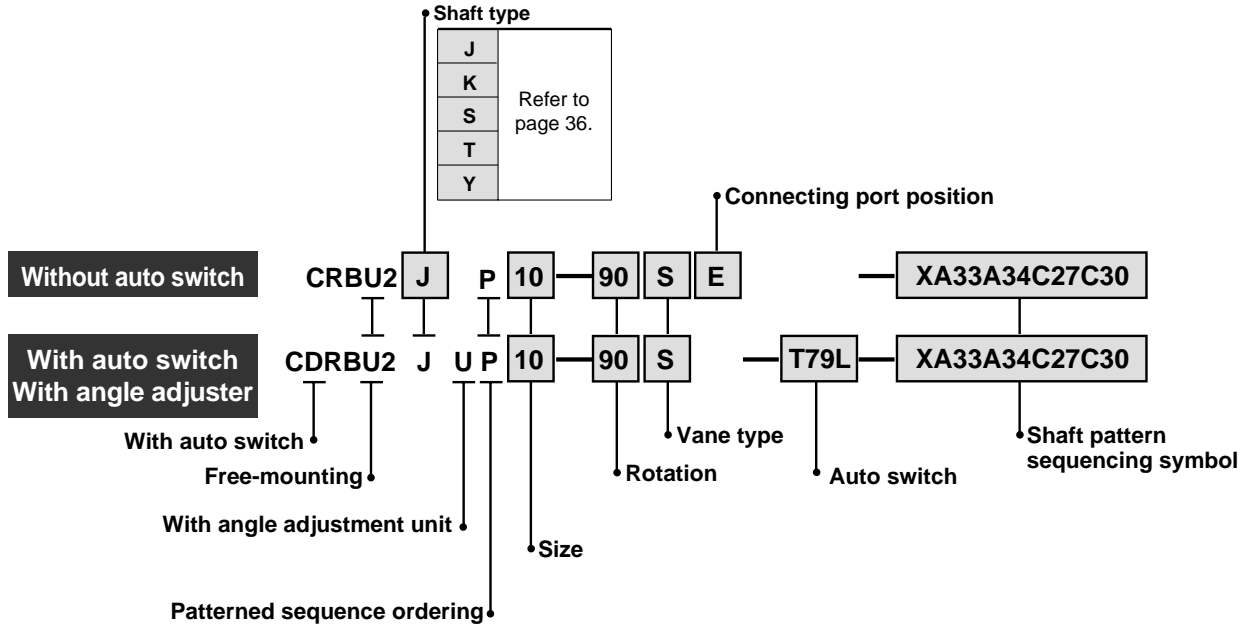 Shaft type
J
K
S
T
Y
Refer to
page 36.
Connecting port position
Without auto switch
CRBU2 J P 10 — 90 S E — XA33A34C27C30
With auto switch
With angle adjuster
CDRBU2 J U P 10 — 90 S — T79L — XA33A34C27C30
With auto switch
Free-mounting
With angle adjustment unit
Patterned sequence ordering
Size
Rotation
Vane type
Auto switch
Shaft pattern
sequencing symbol